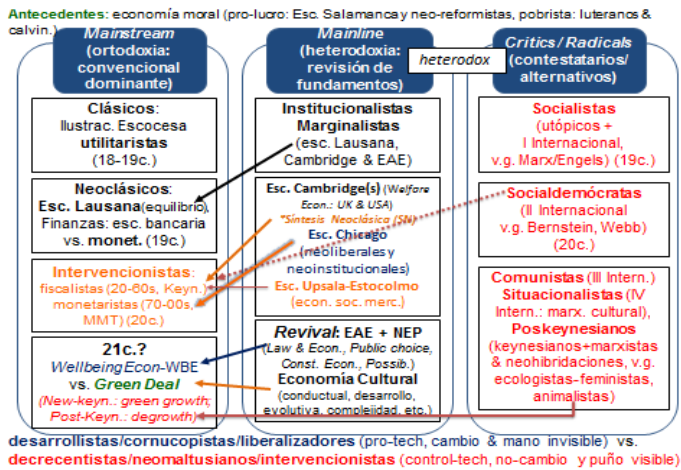 Antecedentes: economía moral (pro-lucro: Esc. Salamanca y neo-reformistas, pobrista: luteranos &
calvin.)
Mainstream
(ortodoxia:
convencional
dominante)
Clásicos:
Ilustrac. Escocesa
utilitaristas
(18-19c.)
Neoclásicos:
Esc. Lausana(equilibrio),
Finanzas: esc. bancaria
vs. monet. (19c.)
Intervencionistas:
fiscalistas (20-60s, Keyn.)
monetaristas (70-00s,
MMT) (20c.)
21c.?
WellbeingEcon-WBE
vs. Green Deal
(New-keyn.: green growth;
Post-Keyn.: degrowth)
Mainline
(heterodoxia:
revisión de
fundamentos)
heterodox
Institucionalistas
Marginalistas
(esc. Lausana,
Cambridge & EAE)
Esc. Cambridge(s) (Welfare
Econ.: UK & USA)
*Síntesis Neoclásica (SN)
Esc. Chicago
(neoliberales y
neoinstitucionales)
Esc. Upsala-Estocolmo
(econ. soc. merc.)
Revival: EAE + NEP
(Law & Econ., Public choice,
Const. Econ., Possib.)
Economía Cultural
(conductual, desarrollo,
evolutiva, complejidad, etc.)
Critics / Radicals
(contestatarios/
alternativos)
Socialistas
(utópicos +
I Internacional,
v.g. Marx/Engels) (19c.)
Socialdemócratas
(II Internacional
v.g. Bernstein, Webb)
(20c.)
Comunistas (III Intern.)
Situacionalistas (IV
Intern.: marx. cultural),
Poskeynesianos
(keynesianos+marxistas
& neohibridaciones, v.g.
ecologistas-feministas,
animalistas)
desarrollistas/cornucopistas/liberalizadores (pro-tech, cambio & mano invisible) vs.
decrecentistas/neomaltusianos/intervencionistas (control-tech, no-cambio y puño visible)